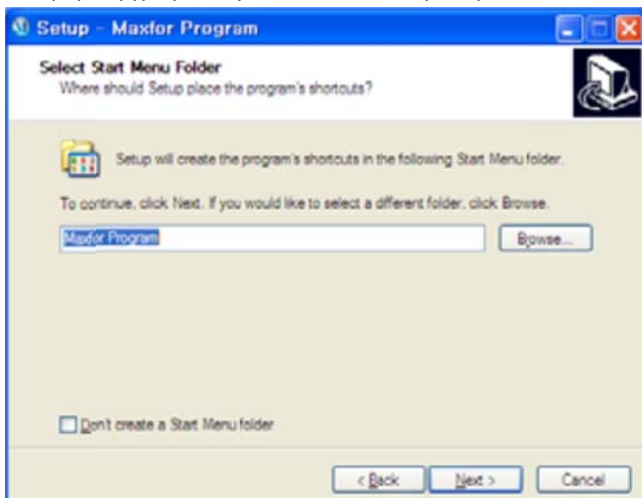 Setup - Maxfor Program
Select Start Menu Folder
Where should Setup place the program's shortcuts?
Setup will create the program's shortcuts in the following Start Menu folder.
To continue, click Next. If you would like to select a different folder, click Browse.
Maxfor Program
Browse...
Don't create a Start Menu folder
< Back
Next >
Cancel